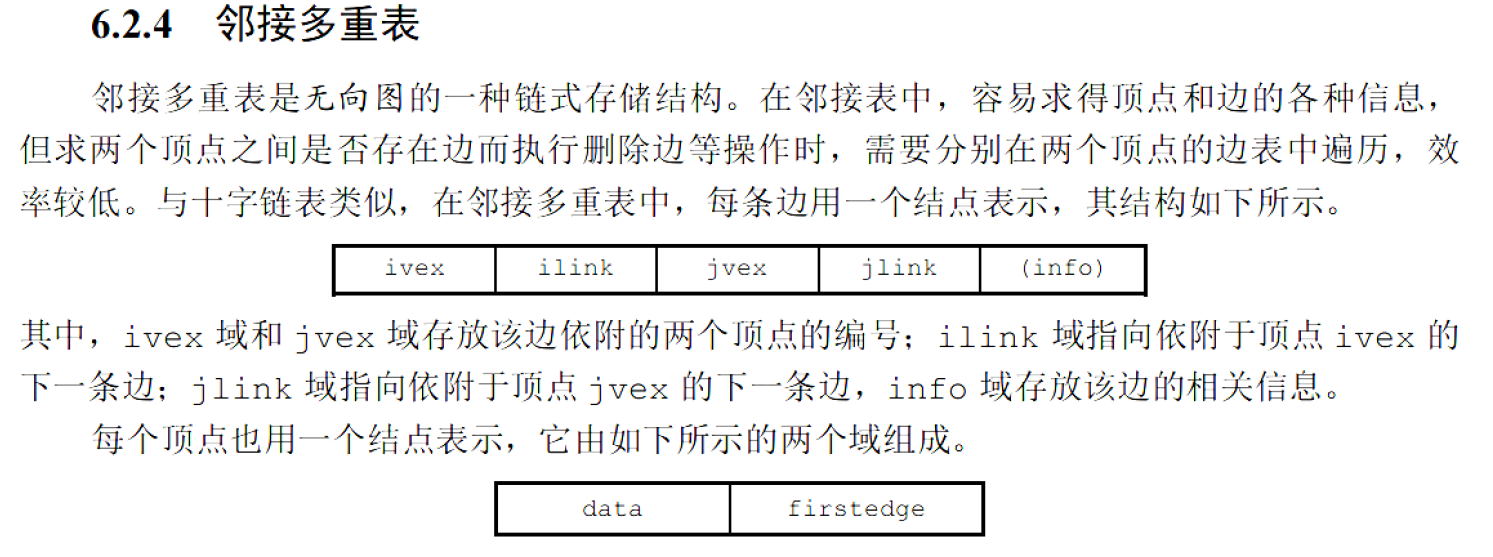 6.2.4 邻接多重表
邻接多重表是无向图的一种链式存储结构。在邻接表中，容易求得顶点和边的各种信息，
但求两个顶点之间是否存在边而执行删除边等操作时，需要分别在两个顶点的边表中遍历，效
率较低。与十字链表类似，在邻接多重表中，每条边用一个结点表示，其结构如下所示。
ivex ilink jvex jlink (info)
其中，ivex 域和 jvex 域存放该边依附的两个顶点的编号；ilink 域指向依附于顶点 ivex 的
下一条边；jlink 域指向依附于顶点 jvex 的下一条边，info 域存放该边的相关信息。
每个顶点也用一个结点表示，它由如下所示的两个域组成。
data firstedge